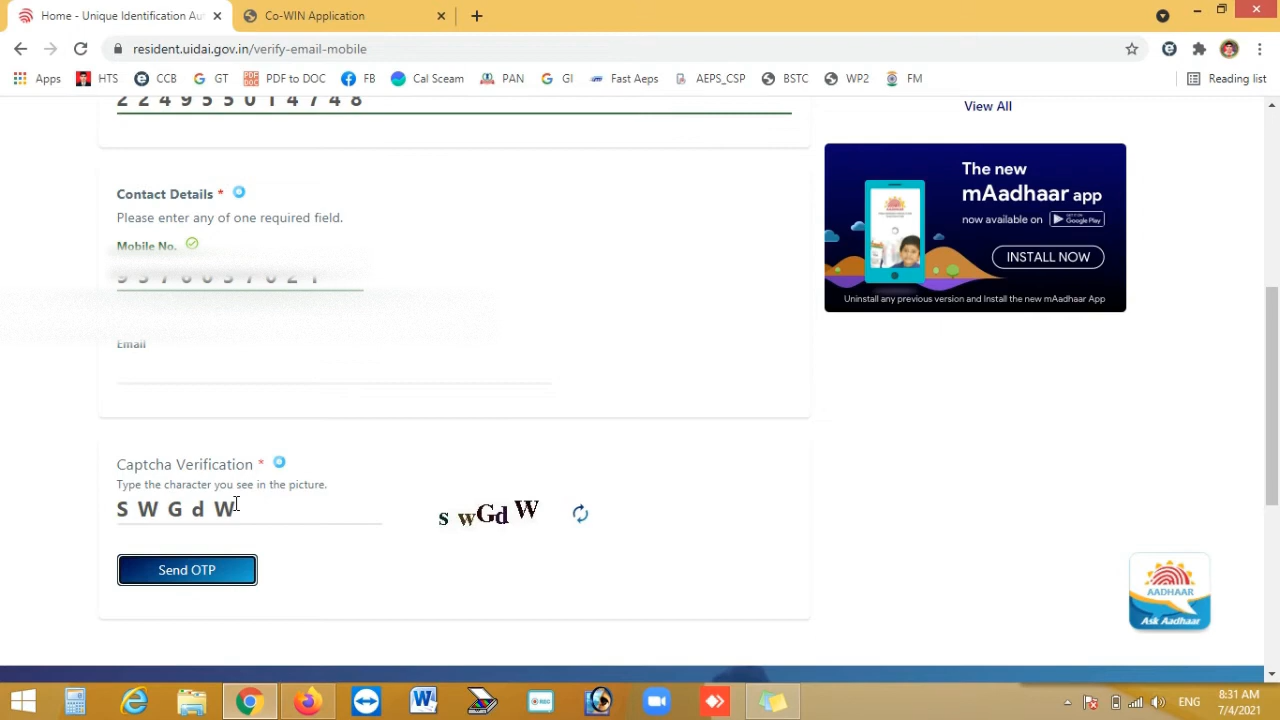 Home - Unique Identification Au
Co-WIN Application
resident.uidai.gov.in/verify-email-mobile
Apps HTS CCB GT PDF to DOC FB Cal Sceam PAN GI Fast Aeps AEPS_CSP BSTC WP2 FM Reading list
View All
The new
mAadhaar app
now available on Google Play
INSTALL NOW
Uninstall any previous version and Install the new mAadhaar App
Contact Details *
Please enter any of one required field.
Mobile No.
Email
Captcha Verification *
Type the character you see in the picture.
S W G d W
s w G d W
Send OTP
AADHAAR
Ask Aadhaar
ENG
8:31 AM
7/4/2021